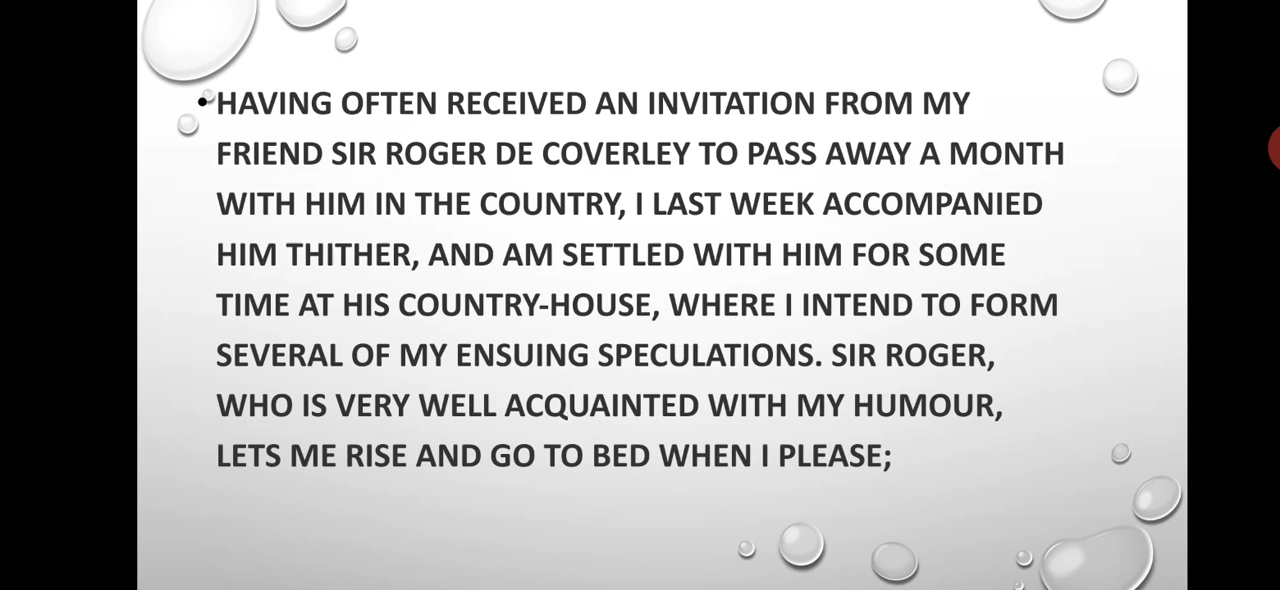 • HAVING OFTEN RECEIVED AN INVITATION FROM MY
FRIEND SIR ROGER DE COVERLEY TO PASS AWAY A MONTH
WITH HIM IN THE COUNTRY, I LAST WEEK ACCOMPANIED
HIM THITHER, AND AM SETTLED WITH HIM FOR SOME
TIME AT HIS COUNTRY-HOUSE, WHERE I INTEND TO FORM
SEVERAL OF MY ENSUING SPECULATIONS. SIR ROGER,
WHO IS VERY WELL ACQUAINTED WITH MY HUMOUR,
LETS ME RISE AND GO TO BED WHEN I PLEASE;